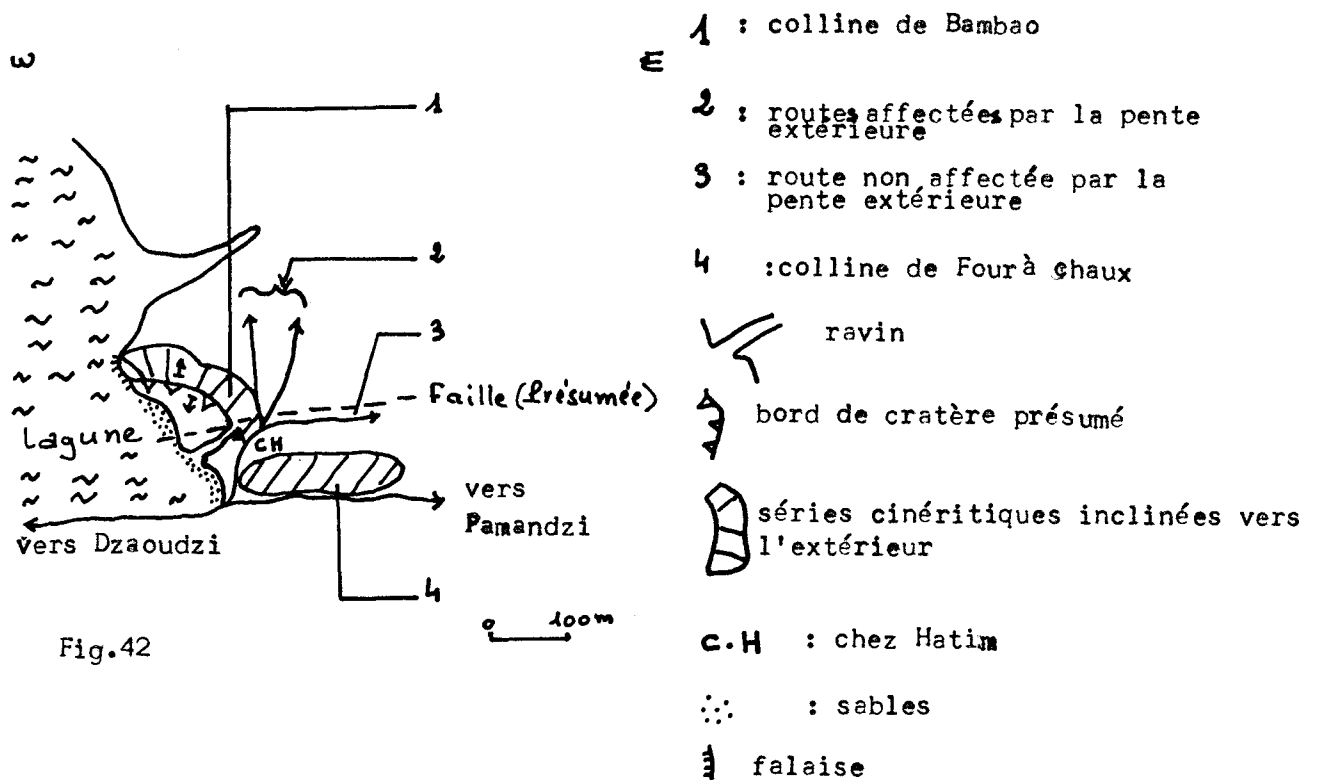 W
E
1
2
3
Faille (Présumée)
Lagune
CH
vers
Pamandzi
vers Dzaoudzi
4
0 100m
Fig.42
1 : colline de Bambao
2 : routes affectées par la pente
extérieure
3 : route non affectée par la
pente extérieure
4 :colline de Four à chaux
ravin
bord de cratère présumé
séries cinéritiques inclinées vers
l'extérieur
C.H : chez Hatim
: sables
falaise